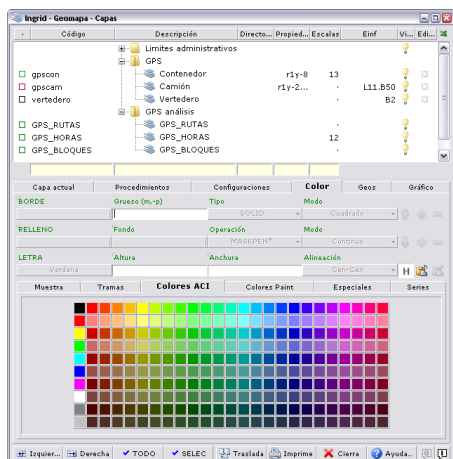 Ingrid - Geomapa - Capas
· Código Descripción Directo... Propied... Escalas Einf Vi... Edi...
Limites administrativos
GPS
gpscon Contenedor r1y-8 13
gpscam Camión r1y-2... · L11.B50
vertedero Vertedero · B2
GPS análisis
GPS_RUTAS GPS_RUTAS ·
GPS_HORAS GPS_HORAS 12
GPS_BLOQUES GPS_BLOQUES ·
Capa actual Procedimientos Configuraciones Color Geos Gráfico
BORDE Grueso (m,-p) Tipo Modo
SOLID Cuadrado
RELLENO Fondo Operación Modo
MASKPEN* Continuo
LETRA Altura Anchura Alineación
Verdana Cen-Cen H
Muestra Tramas Colores ACI Colores Paint Especiales Series
Izquier... Derecha TODO SELEC Traslada Imprime Cierra Ayuda..